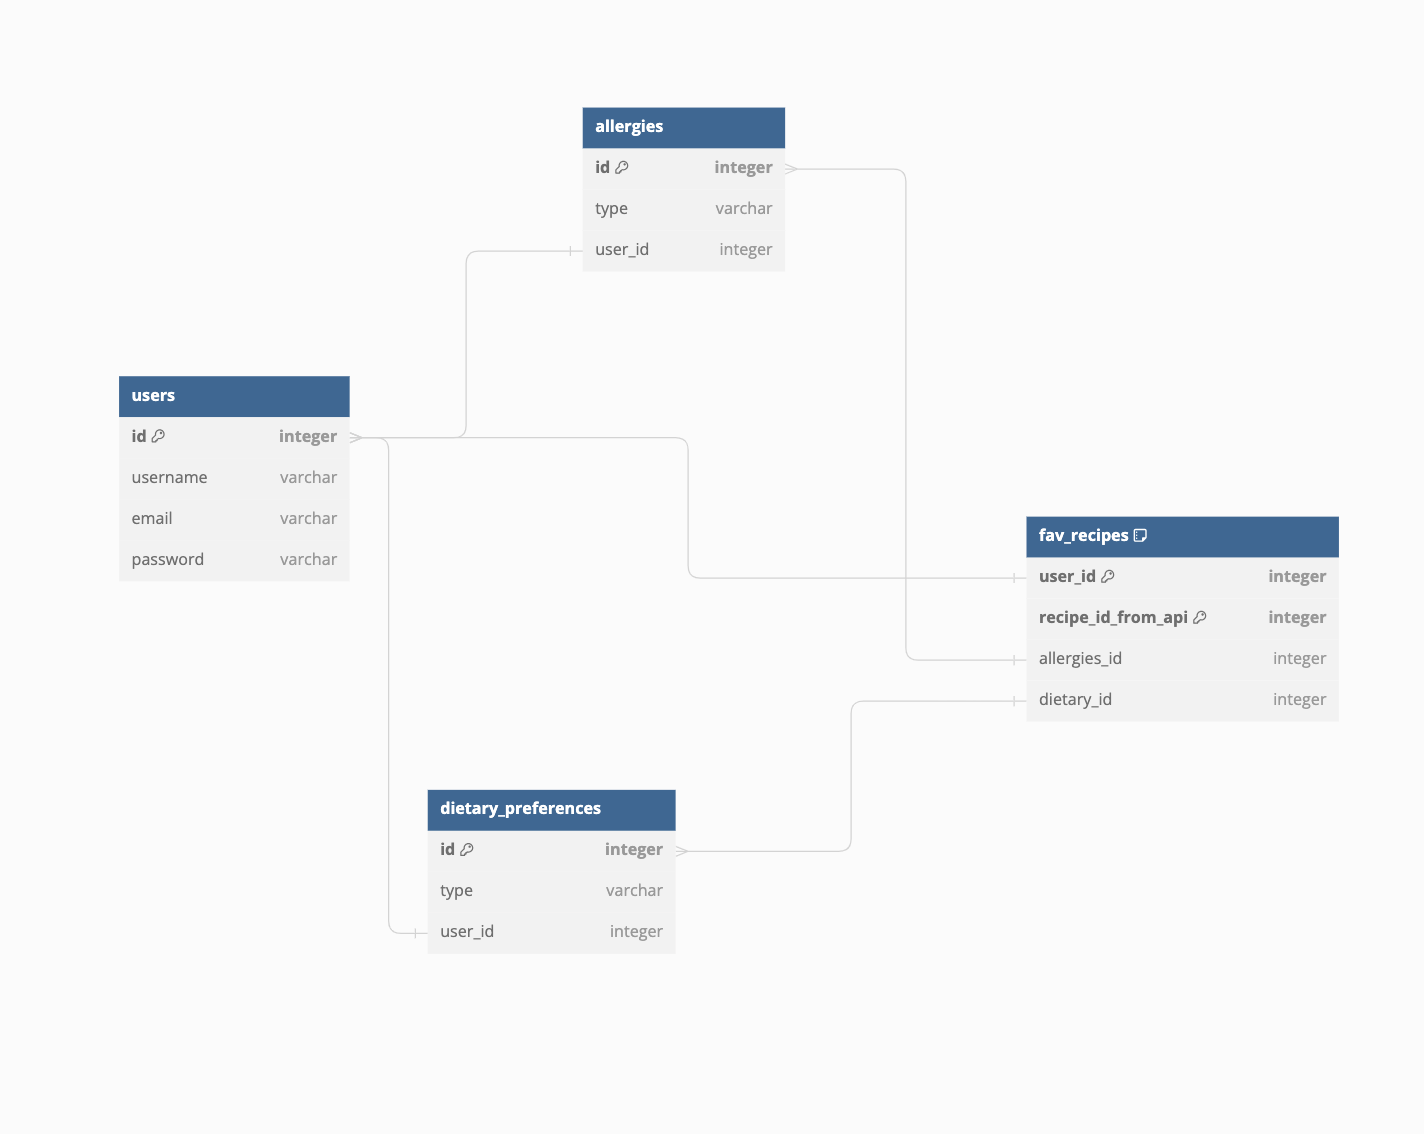 allergies
id integer
type varchar
user_id integer
users
id integer
username varchar
email varchar
password varchar
fav_recipes
user_id integer
recipe_id_from_api integer
allergies_id integer
dietary_id integer
dietary_preferences
id integer
type varchar
user_id integer